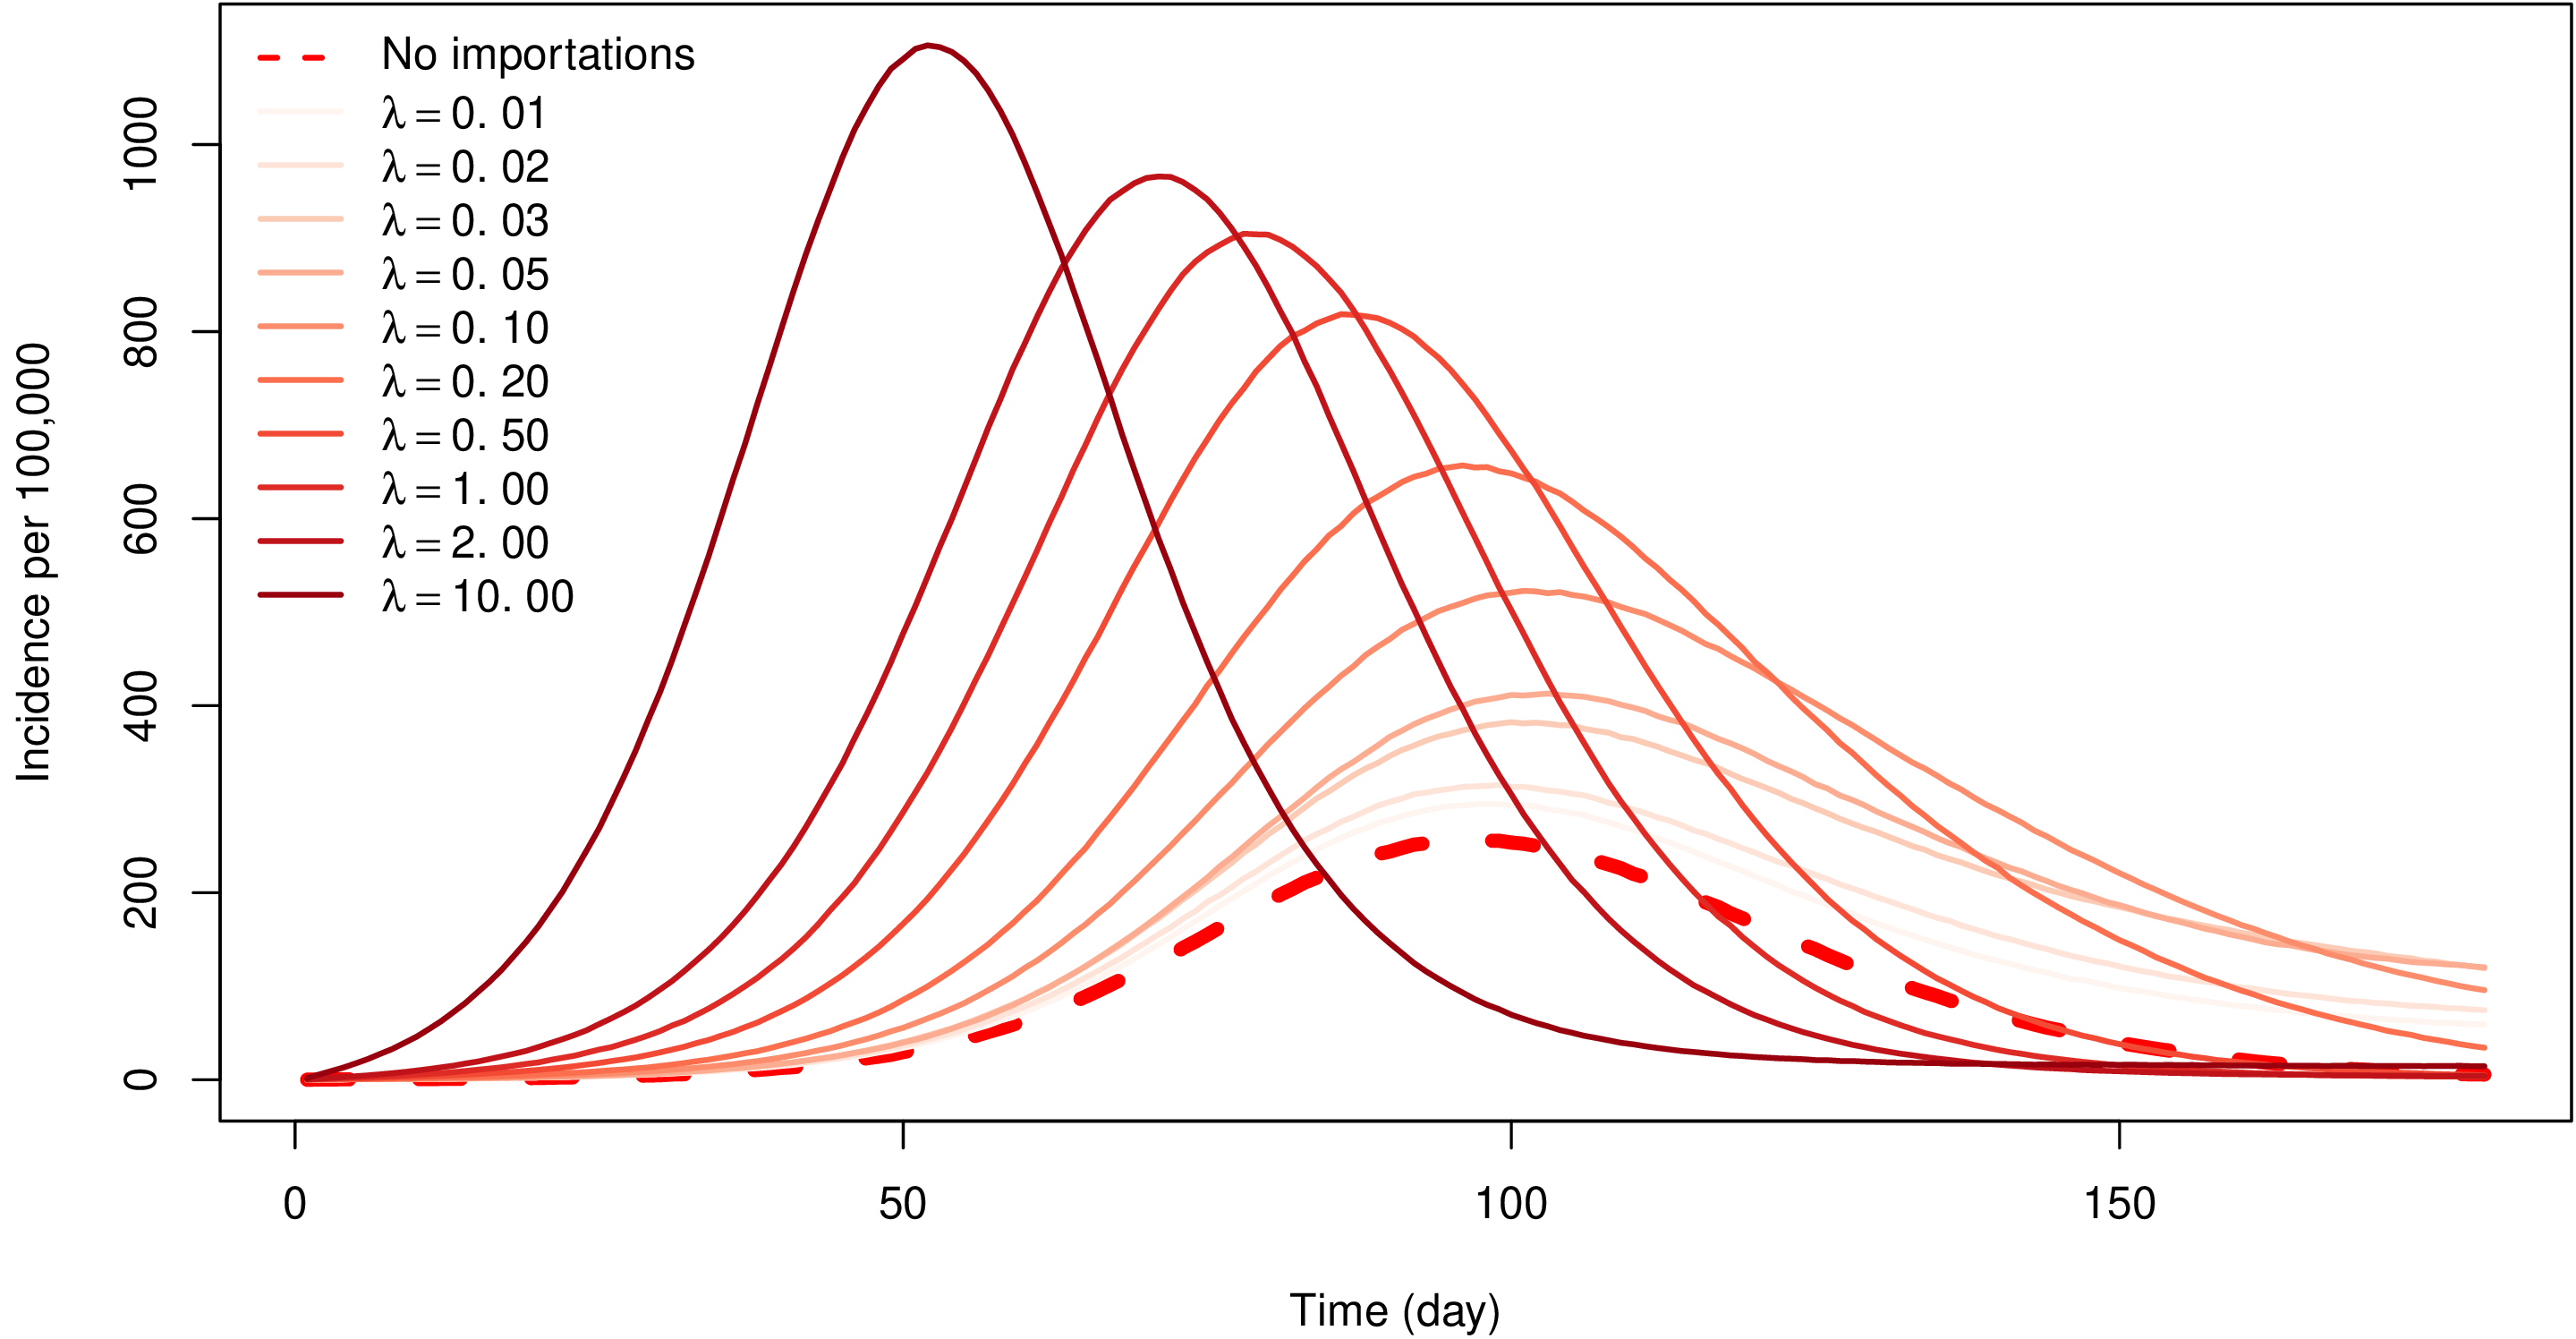 No importations
λ = 0. 01
λ = 0. 02
λ = 0. 03
λ = 0. 05
λ = 0. 10
λ = 0. 20
λ = 0. 50
λ = 1. 00
λ = 2. 00
λ = 10. 00
Incidence per 100,000
1000
800
600
400
200
0
0 50 100 150
Time (day)